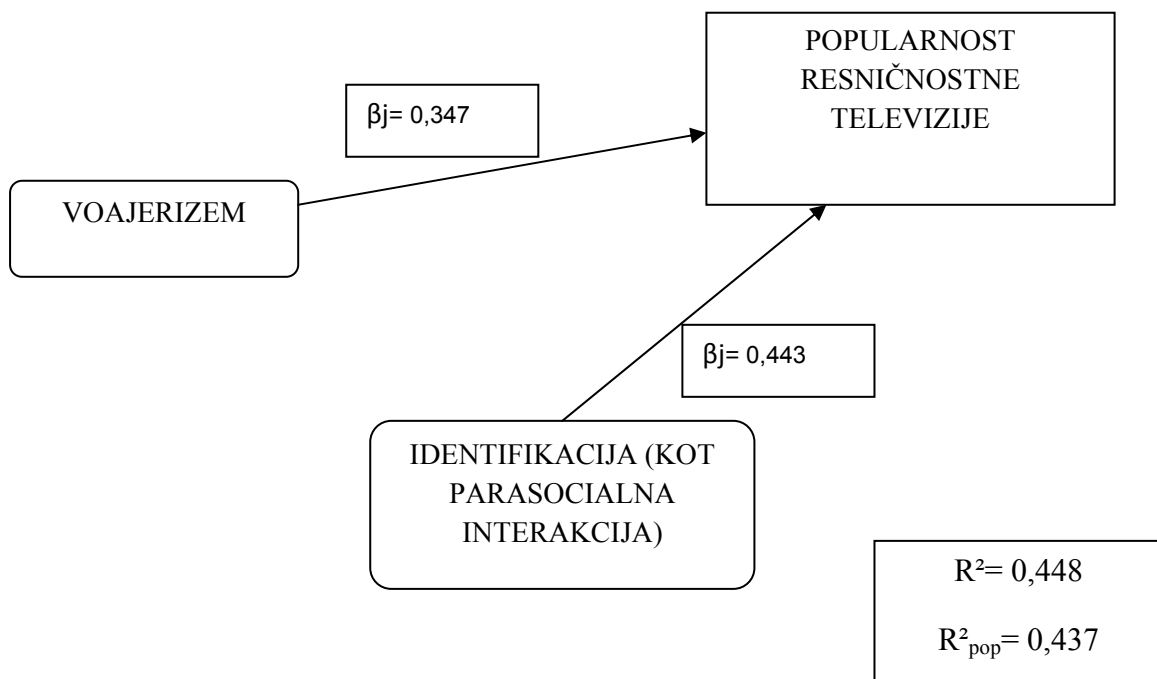 POPULARNOST
RESNIČNOSTNE
TELEVIZIJE
βj= 0,347
VOAJERIZEM
βj= 0,443
IDENTIFIKACIJA (KOT
PARASOCIALNA
INTERAKCIJA)
R²= 0,448
R²pop= 0,437